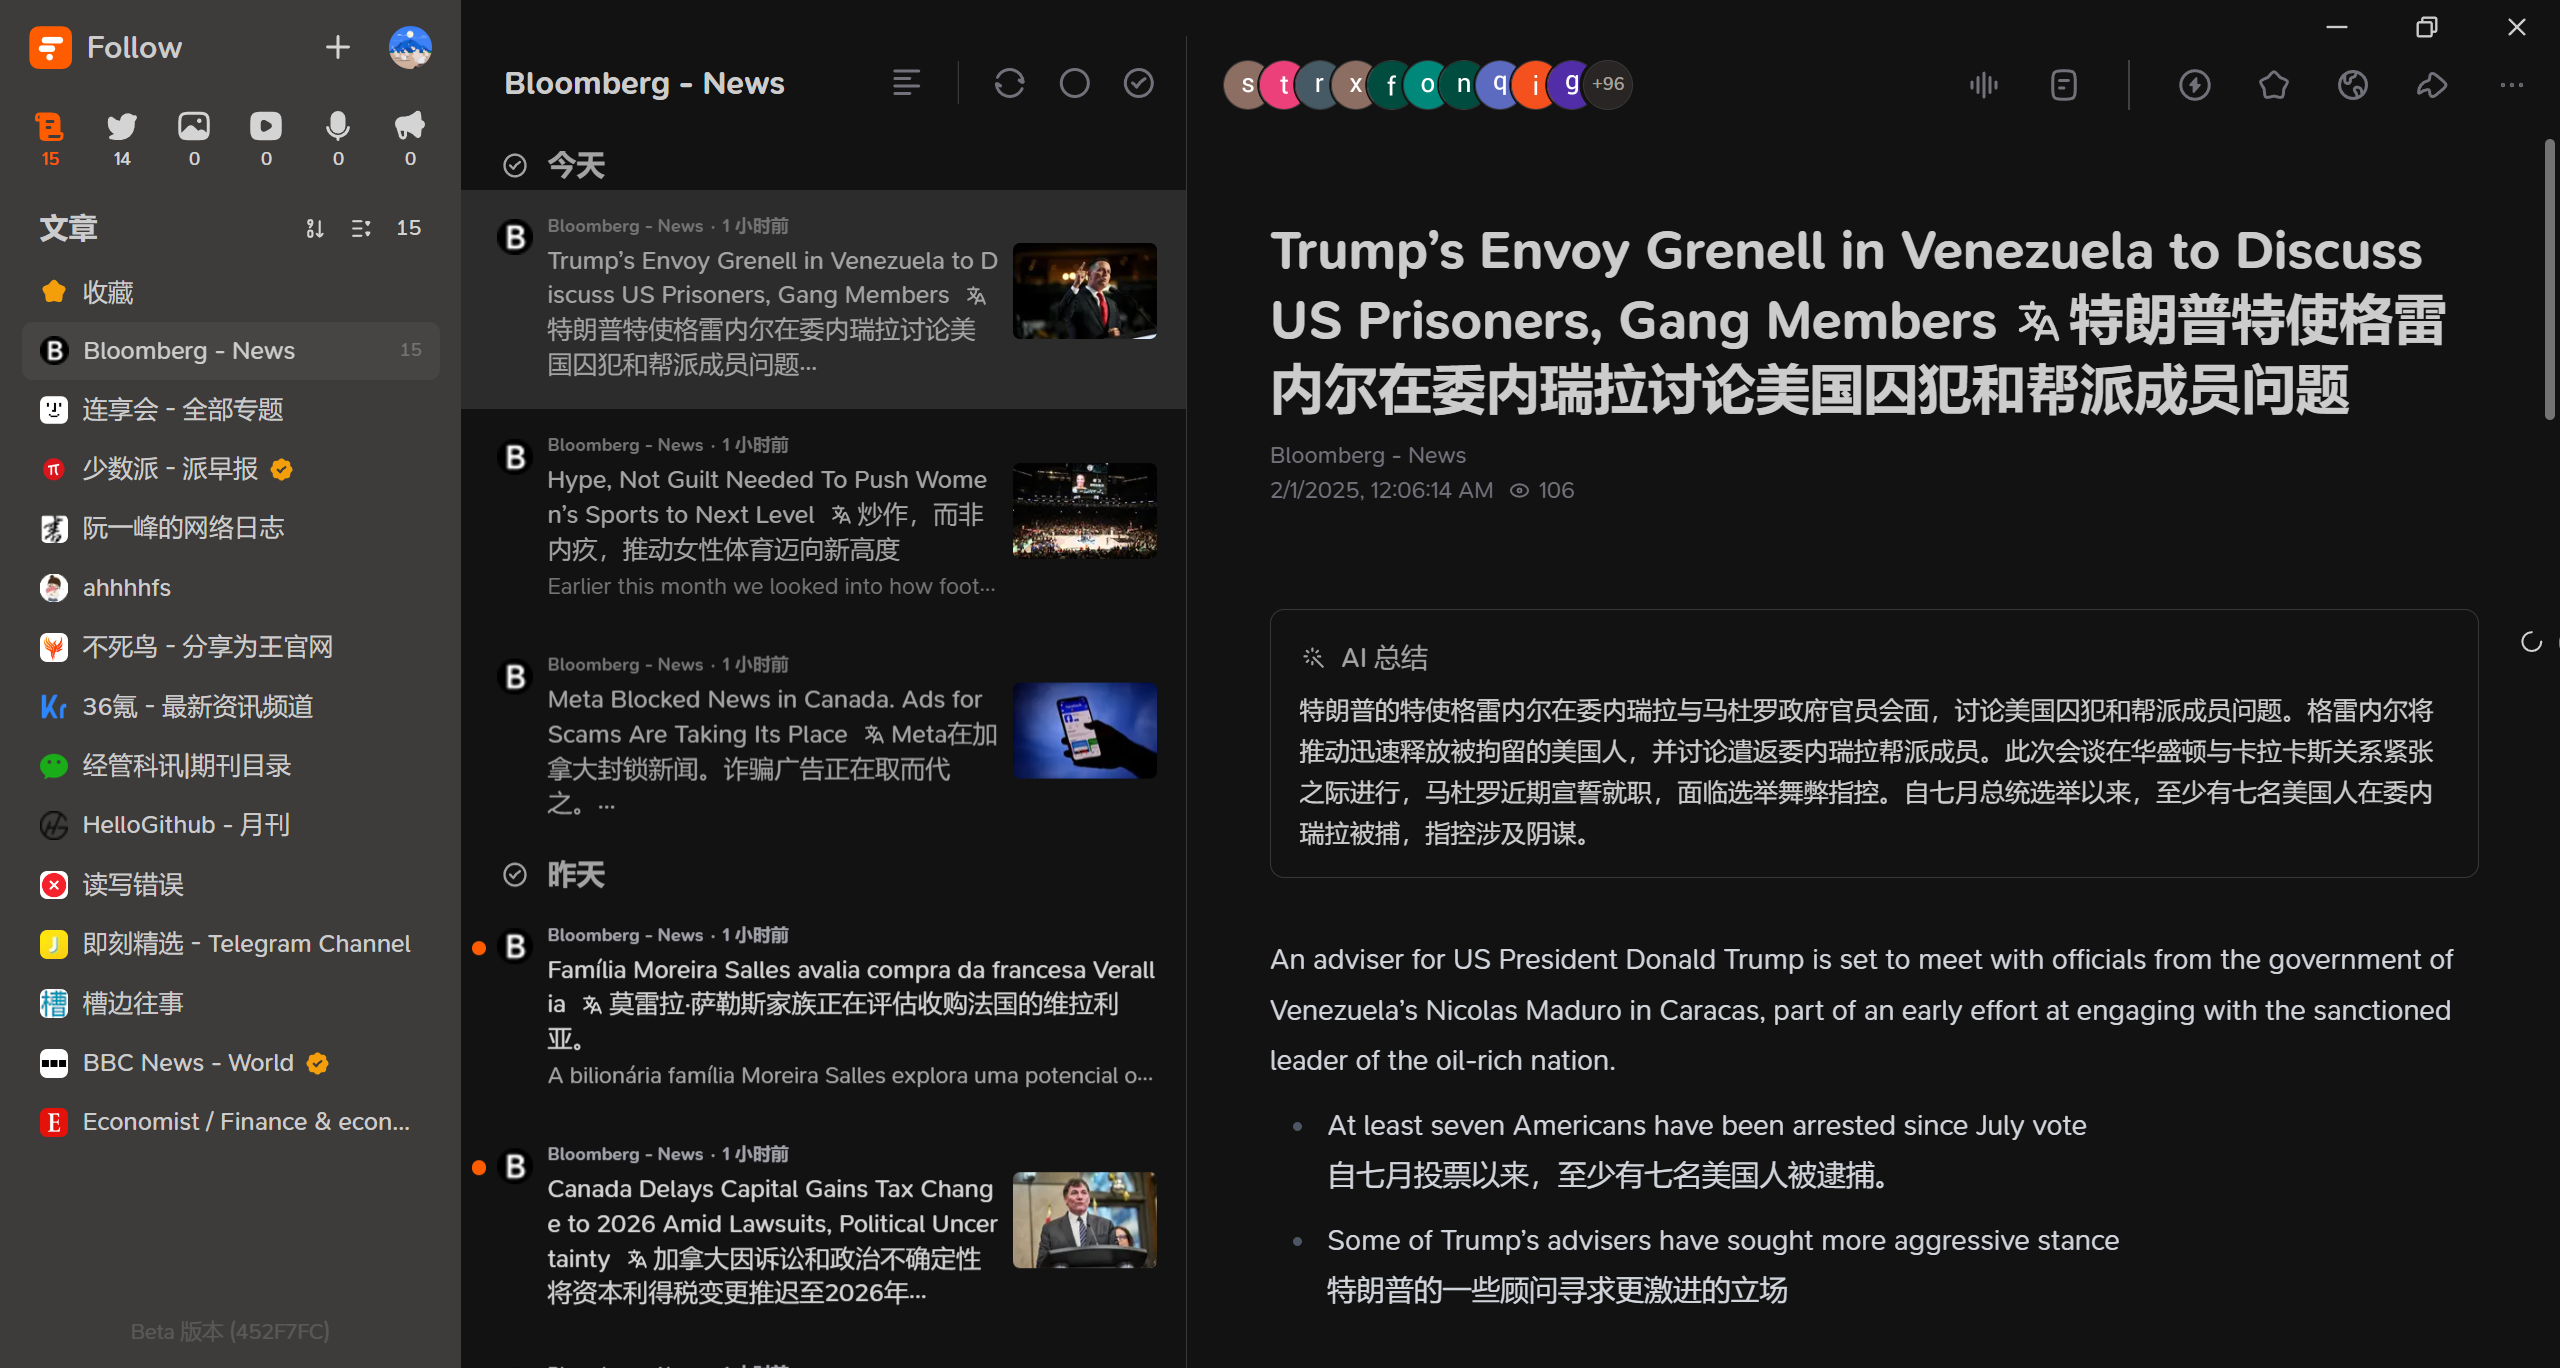 Follow
15
14
0
0
0
0
文章
15
收藏
Bloomberg - News
15
连享会 - 全部专题
少数派 - 派早报
阮一峰的网络日志
ahhhhfs
不死鸟 - 分享为王官网
36氪 - 最新资讯频道
经管科讯|期刊目录
HelloGithub - 月刊
读写错误
即刻精选 - Telegram Channel
槽边往事
BBC News - World
Economist / Finance & econ...
Beta 版本 (452F7FC)
Bloomberg - News
今天
Bloomberg - News · 1 小时前
Trump’s Envoy Grenell in Venezuela to D
iscuss US Prisoners, Gang Members
特朗普特使格雷内尔在委内瑞拉讨论美
国囚犯和帮派成员问题···
Bloomberg - News · 1 小时前
Hype, Not Guilt Needed To Push Wome
n’s Sports to Next Level 炒作，而非
内疚，推动女性体育迈向新高度
Earlier this month we looked into how foot···
Bloomberg - News · 1 小时前
Meta Blocked News in Canada. Ads for
Scams Are Taking Its Place Meta在加
拿大封锁新闻。诈骗广告正在取而代
之。···
昨天
Bloomberg - News · 1 小时前
Família Moreira Salles avalia compra da francesa Verall
ia 莫雷拉·萨勒斯家族正在评估收购法国的维拉利
亚。
A bilionária família Moreira Salles explora uma potencial o···
Bloomberg - News · 1 小时前
Canada Delays Capital Gains Tax Chang
e to 2026 Amid Lawsuits, Political Uncer
tainty 加拿大因诉讼和政治不确定性
将资本利得税变更推迟至2026年···
s t r x f o n q i g +96
Trump’s Envoy Grenell in Venezuela to Discuss
US Prisoners, Gang Members 特朗普特使格雷
内尔在委内瑞拉讨论美国囚犯和帮派成员问题
Bloomberg - News
2/1/2025, 12:06:14 AM 106
AI 总结
特朗普的特使格雷内尔在委内瑞拉与马杜罗政府官员会面，讨论美国囚犯和帮派成员问题。格雷内尔将
推动迅速释放被拘留的美国人，并讨论遣返委内瑞拉帮派成员。此次会谈在华盛顿与卡拉卡斯关系紧张
之际进行，马杜罗近期宣誓就职，面临选举舞弊指控。自七月总统选举以来，至少有七名美国人在委内
瑞拉被捕，指控涉及阴谋。
An adviser for US President Donald Trump is set to meet with officials from the government of
Venezuela’s Nicolas Maduro in Caracas, part of an early effort at engaging with the sanctioned
leader of the oil-rich nation.
At least seven Americans have been arrested since July vote
自七月投票以来，至少有七名美国人被逮捕。
Some of Trump’s advisers have sought more aggressive stance
特朗普的一些顾问寻求更激进的立场